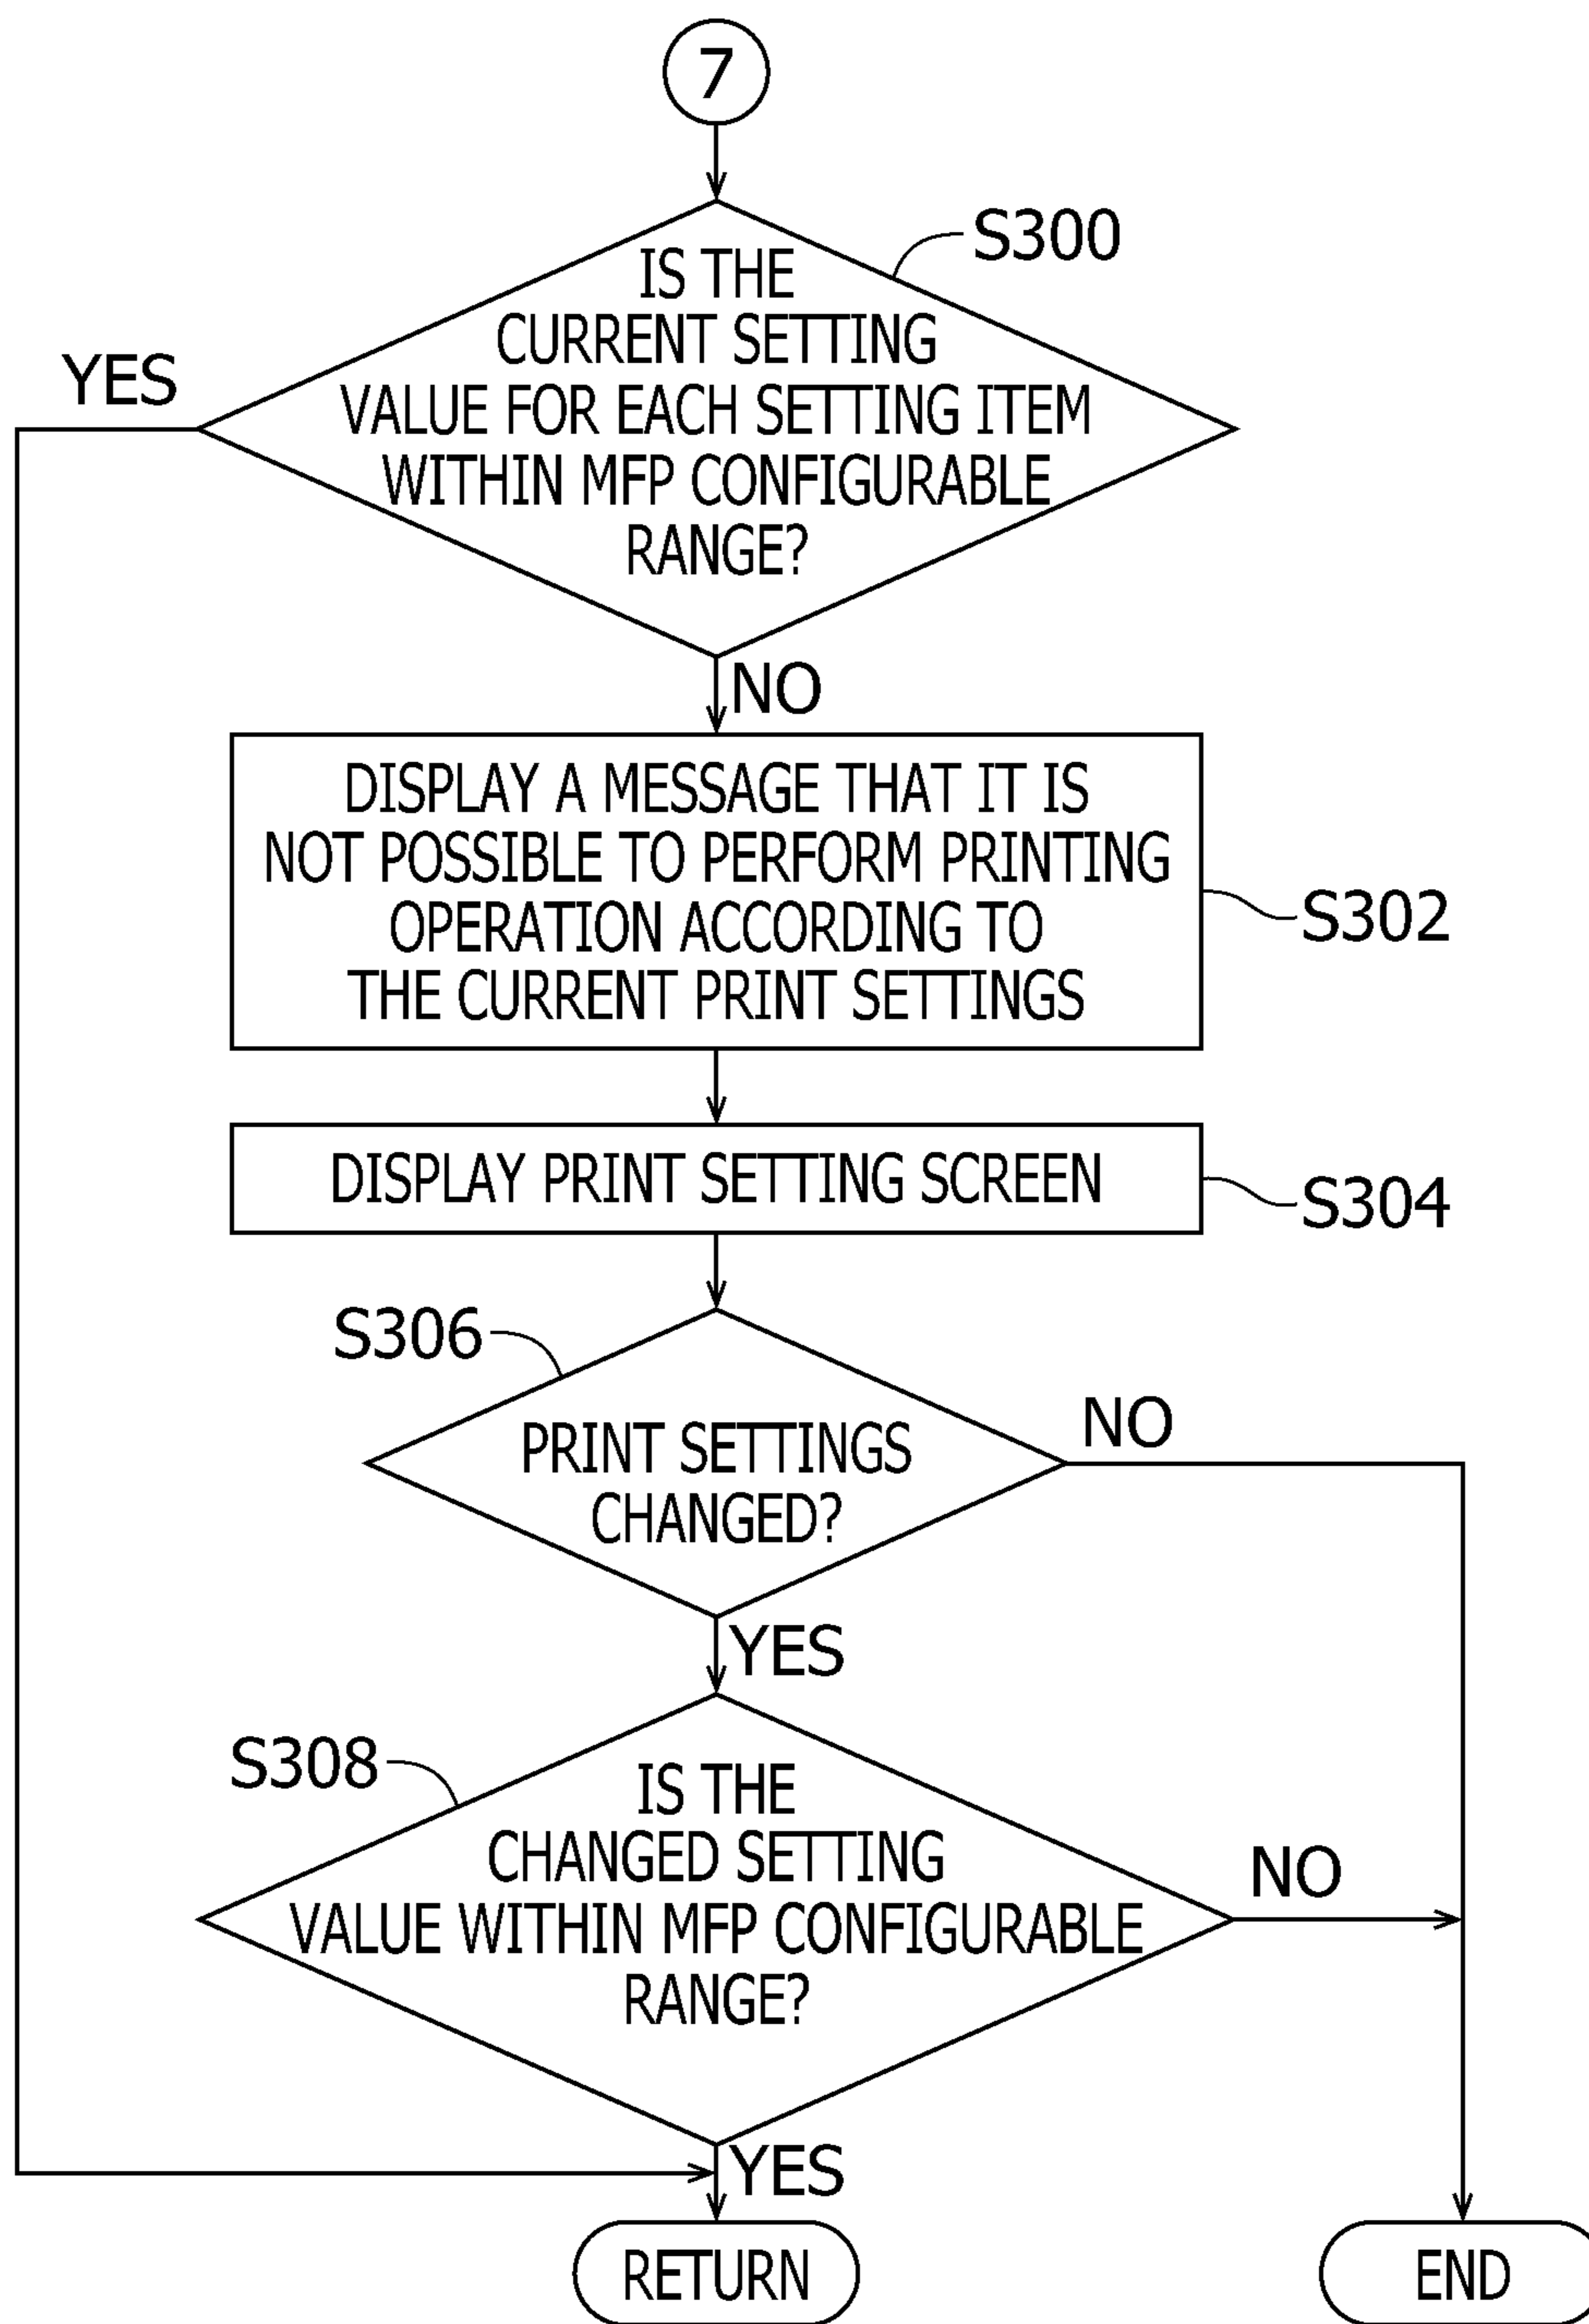 7
S300
IS THE
CURRENT SETTING
VALUE FOR EACH SETTING ITEM
WITHIN MFP CONFIGURABLE
RANGE?
YES
NO
DISPLAY A MESSAGE THAT IT IS
NOT POSSIBLE TO PERFORM PRINTING
OPERATION ACCORDING TO
THE CURRENT PRINT SETTINGS
S302
DISPLAY PRINT SETTING SCREEN
S304
S306
PRINT SETTINGS
CHANGED?
NO
YES
S308
IS THE
CHANGED SETTING
VALUE WITHIN MFP CONFIGURABLE
RANGE?
NO
YES
RETURN
END